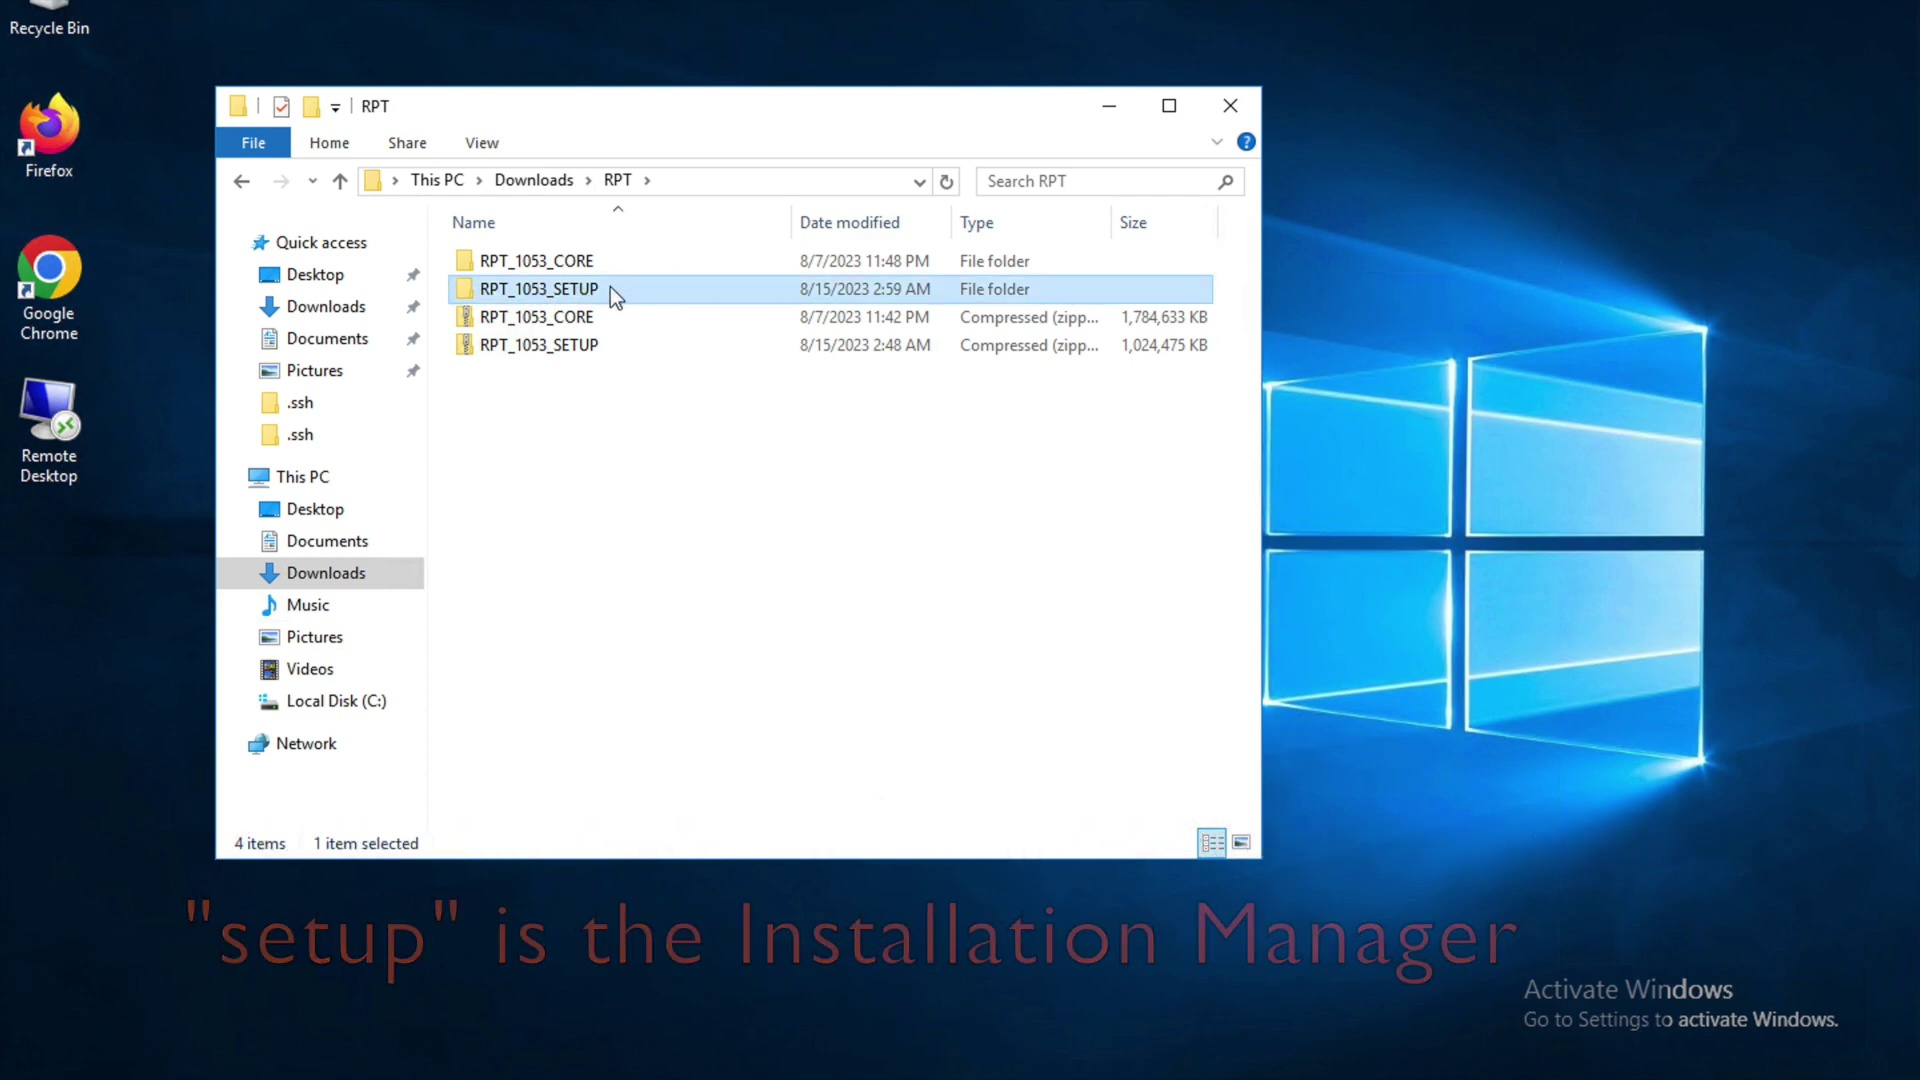 Recycle Bin
Firefox
Google
Chrome
Remote
Desktop
RPT
File Home Share View
This PC Downloads RPT
Search RPT
Name Date modified Type Size
RPT_1053_CORE 8/7/2023 11:48 PM File folder
RPT_1053_SETUP 8/15/2023 2:59 AM File folder
RPT_1053_CORE 8/7/2023 11:42 PM Compressed (zipp... 1,784,633 KB
RPT_1053_SETUP 8/15/2023 2:48 AM Compressed (zipp... 1,024,475 KB
Quick access
Desktop
Downloads
Documents
Pictures
.ssh
.ssh
This PC
Desktop
Documents
Downloads
Music
Pictures
Videos
Local Disk (C:)
Network
4 items 1 item selected
"setup" is the Installation Manager
Activate Windows
Go to Settings to activate Windows.